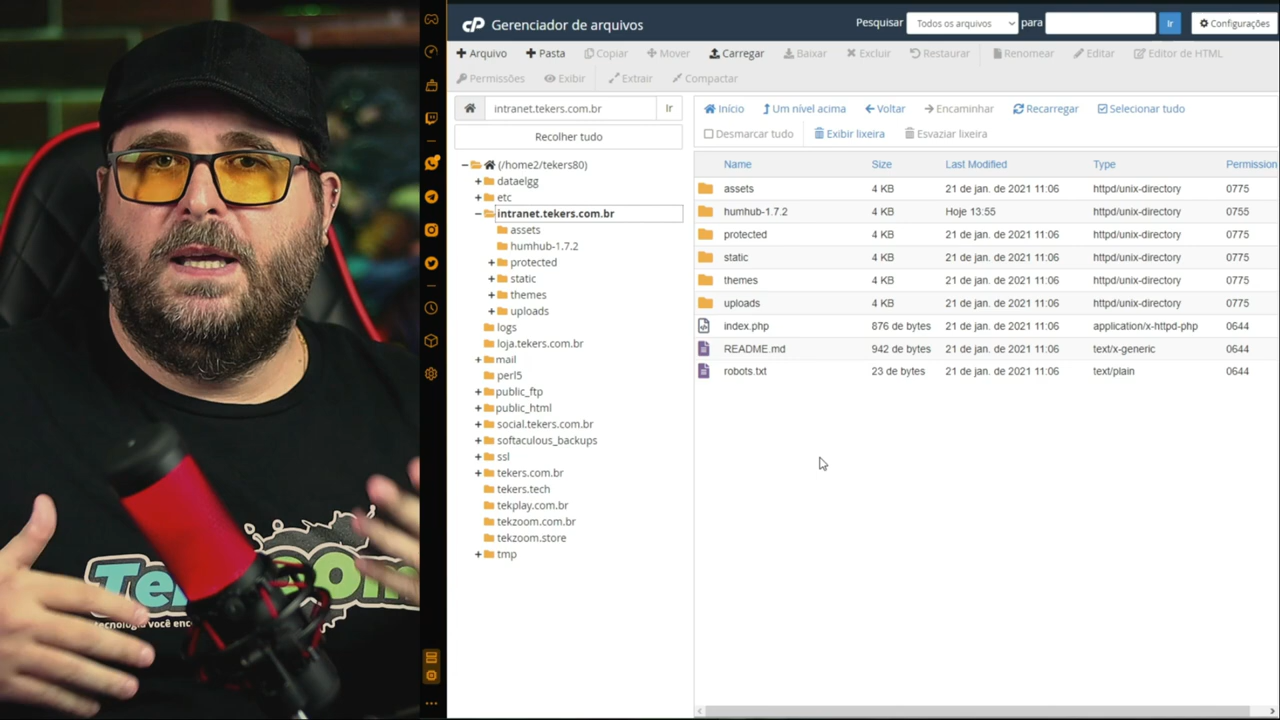 cP Gerenciador de arquivos
Pesquisar Todos os arquivos para Ir Configurações
Arquivo Pasta Copiar Mover Carregar Baixar Excluir Restaurar Renomear Editar Editor de HTML
Permissões Exibir Extrair Compactar
intranet.tekers.com.br Ir
Recolher tudo
(/home2/tekers80)
dataelgg
etc
intranet.tekers.com.br
assets
humhub-1.7.2
protected
static
themes
uploads
logs
loja.tekers.com.br
mail
perl5
public_ftp
public_html
social.tekers.com.br
softaculous_backups
ssl
tekers.com.br
tekers.tech
tekplay.com.br
tekzoom.com.br
tekzoom.store
tmp
Início Um nível acima Voltar Encaminhar Recarregar Selecionar tudo
Desmarcar tudo Exibir lixeira Esvaziar lixeira
Name Size Last Modified Type Permission
assets 4 KB 21 de jan. de 2021 11:06 httpd/unix-directory 0775
humhub-1.7.2 4 KB Hoje 13:55 httpd/unix-directory 0755
protected 4 KB 21 de jan. de 2021 11:06 httpd/unix-directory 0775
static 4 KB 21 de jan. de 2021 11:06 httpd/unix-directory 0775
themes 4 KB 21 de jan. de 2021 11:06 httpd/unix-directory 0775
uploads 4 KB 21 de jan. de 2021 11:06 httpd/unix-directory 0775
index.php 876 de bytes 21 de jan. de 2021 11:06 application/x-httpd-php 0644
README.md 942 de bytes 21 de jan. de 2021 11:06 text/x-generic 0644
robots.txt 23 de bytes 21 de jan. de 2021 11:06 text/plain 0644